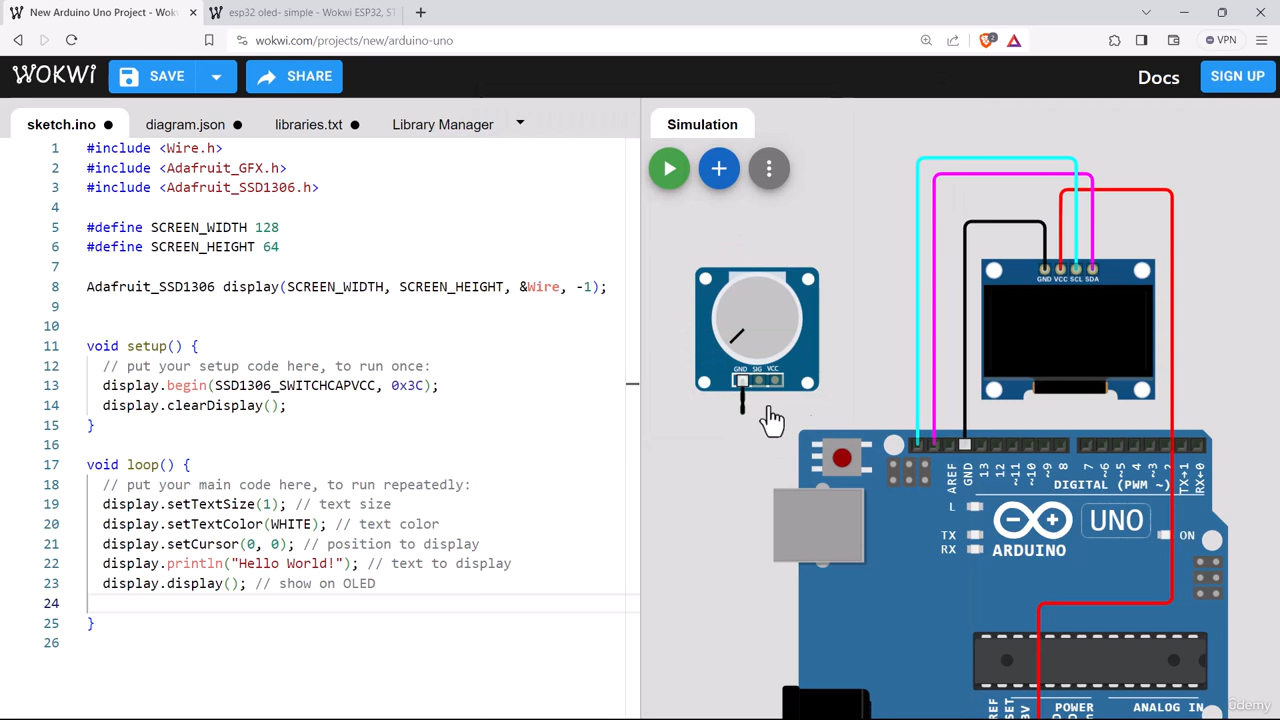 New Arduino Uno Project - Wokwi
esp32 oled- simple - Wokwi ESP32, ST
wokwi.com/projects/new/arduino-uno
2
VPN
WOKWI
SAVE
SHARE
Docs
SIGN UP
sketch.ino
diagram.json
libraries.txt
Library Manager
Simulation
1 #include <Wire.h>
2 #include <Adafruit_GFX.h>
3 #include <Adafruit_SSD1306.h>
4
5 #define SCREEN_WIDTH 128
6 #define SCREEN_HEIGHT 64
7
8 Adafruit_SSD1306 display(SCREEN_WIDTH, SCREEN_HEIGHT, &Wire, -1);
9
10
11 void setup() {
12 // put your setup code here, to run once:
13 display.begin(SSD1306_SWITCHCAPVCC, 0x3C);
14 display.clearDisplay();
15 }
16
17 void loop() {
18 // put your main code here, to run repeatedly:
19 display.setTextSize(1); // text size
20 display.setTextColor(WHITE); // text color
21 display.setCursor(0, 0); // position to display
22 display.println("Hello World!"); // text to display
23 display.display(); // show on OLED
24
25 }
26
GND VCC SCL SDA
GND SIG VCC
AREF
GND
13
12
~11
~10
~9
8
7
~6
~5
4
~3
2
TX→1
RX←0
DIGITAL (PWM ~)
L
TX
RX
UNO
ARDUINO
ON
POWER
ANALOG IN
ûdemy